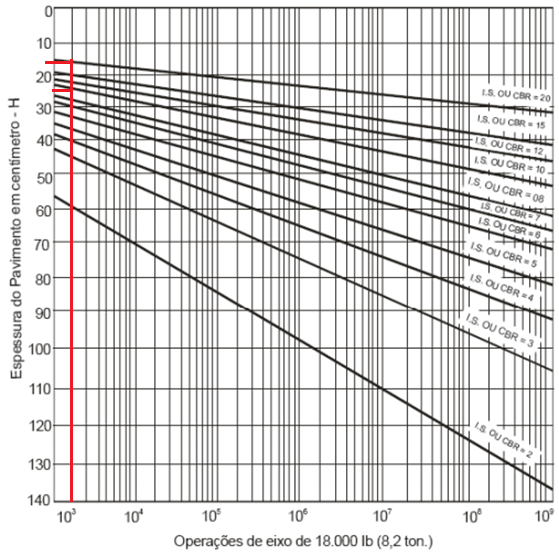 Espessura do Pavimento em centímetro - H
0
10
20
30
40
50
60
70
80
90
100
110
120
130
140
I.S. OU CBR = 20
I.S. OU CBR = 15
I.S. OU CBR = 12
I.S. OU CBR = 10
I.S. OU CBR = 08
I.S. OU CBR = 7
I.S. OU CBR = 6
I.S. OU CBR = 5
I.S. OU CBR = 4
I.S. OU CBR = 3
I.S. OU CBR = 2
10³ 10⁴ 10⁵ 10⁶ 10⁷ 10⁸ 10⁹
Operações de eixo de 18.000 lb (8,2 ton.)